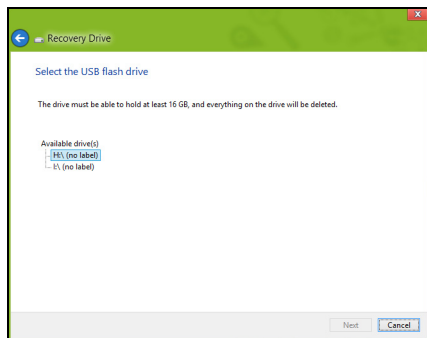 x
Recovery Drive
Select the USB flash drive
The drive must be able to hold at least 16 GB, and everything on the drive will be deleted.
Available drive(s)
H:\ (no label)
I:\ (no label)
Next Cancel